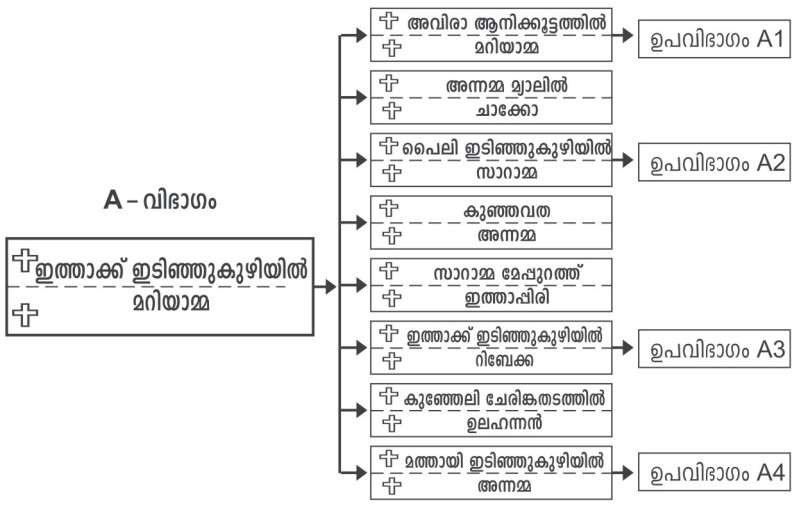 A – വിഭാഗം
ഇത്താക്ക് ഇടിഞ്ഞുകുഴിയിൽ
മറിയാമ്മ
അവിരാ ആനിക്കൂട്ടത്തിൽ
മറിയാമ്മ
ഉപവിഭാഗം A1
അന്നമ്മ മ്യാലിൽ
ചാക്കോ
പൈലി ഇടിഞ്ഞുകുഴിയിൽ
സാറാമ്മ
ഉപവിഭാഗം A2
കുഞ്ഞവത
അന്നമ്മ
സാറാമ്മ മേപ്പുറത്ത്
ഇത്താപ്പിരി
ഇത്താക്ക് ഇടിഞ്ഞുകുഴിയിൽ
റിബേക്ക
ഉപവിഭാഗം A3
കുഞ്ഞേലി ചേരിങ്കതടത്തിൽ
ഉലഹന്നൻ
മത്തായി ഇടിഞ്ഞുകുഴിയിൽ
അന്നമ്മ
ഉപവിഭാഗം A4